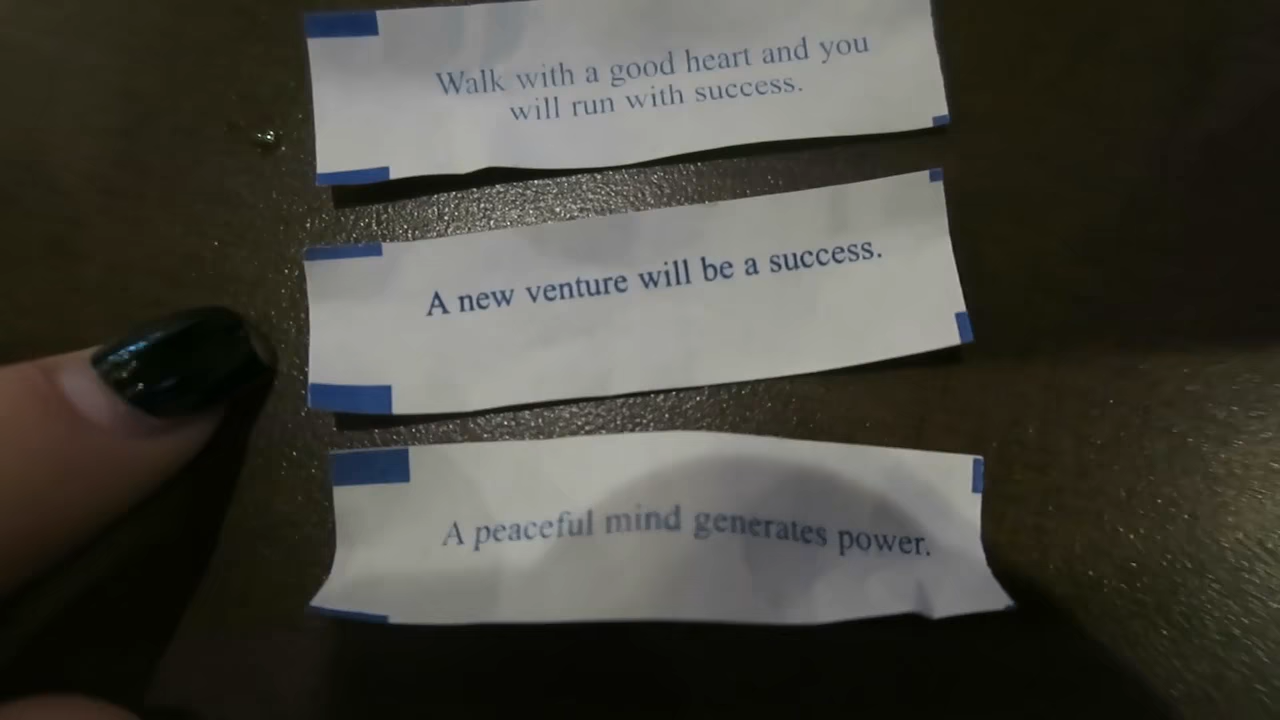 Walk with a good heart and you
will run with success.
A new venture will be a success.
A peaceful mind generates power.